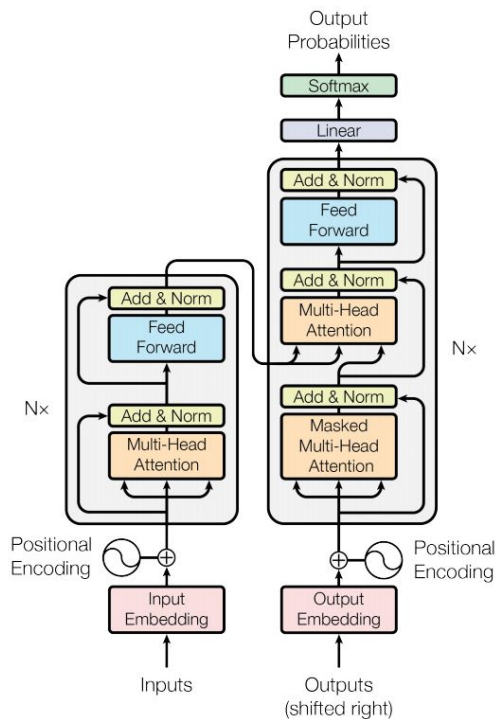 Output
Probabilities
Softmax
Linear
Add & Norm
Feed
Forward
Add & Norm
Multi-Head
Attention
Add & Norm
Masked
Multi-Head
Attention
N×
Add & Norm
Feed
Forward
Add & Norm
Multi-Head
Attention
N×
Positional
Encoding
Positional
Encoding
Input
Embedding
Output
Embedding
Inputs
Outputs
(shifted right)